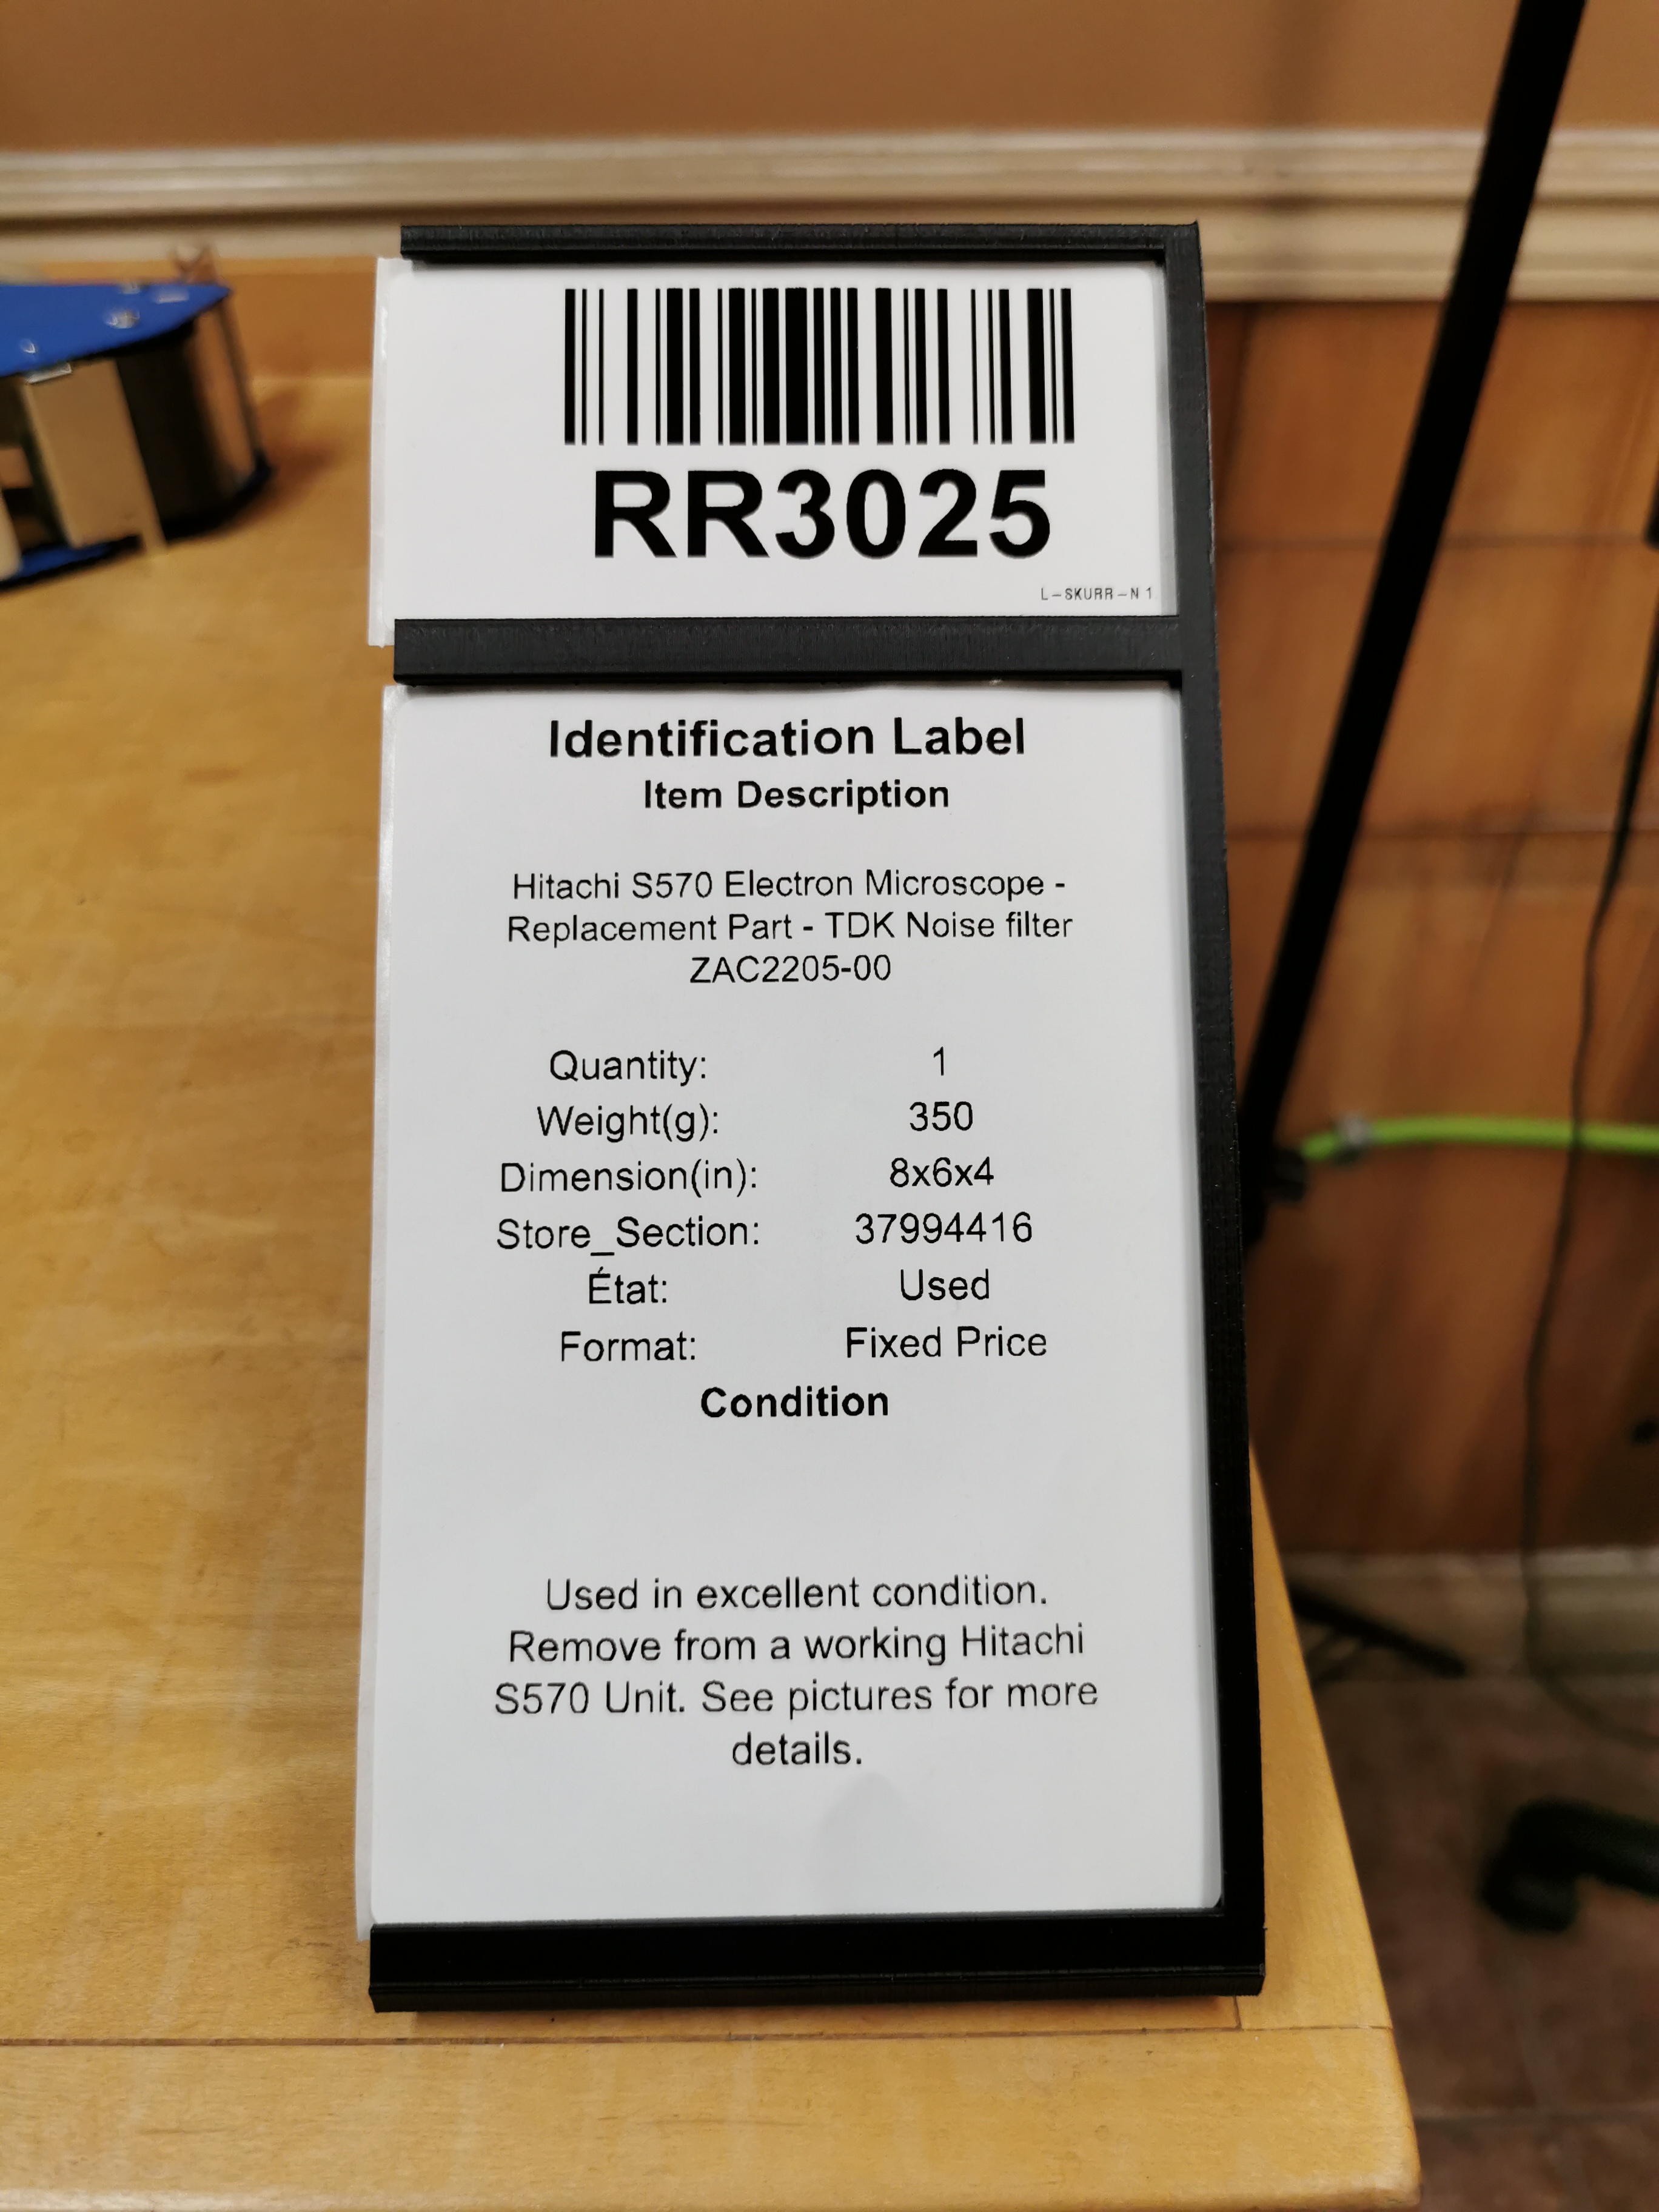 RR3025
L-SKURR-N 1
Identification Label
Item Description
Hitachi S570 Electron Microscope -
Replacement Part - TDK Noise filter
ZAC2205-00
Quantity: 1
Weight(g): 350
Dimension(in): 8x6x4
Store_Section: 37994416
État: Used
Format: Fixed Price
Condition
Used in excellent condition.
Remove from a working Hitachi
S570 Unit. See pictures for more
details.